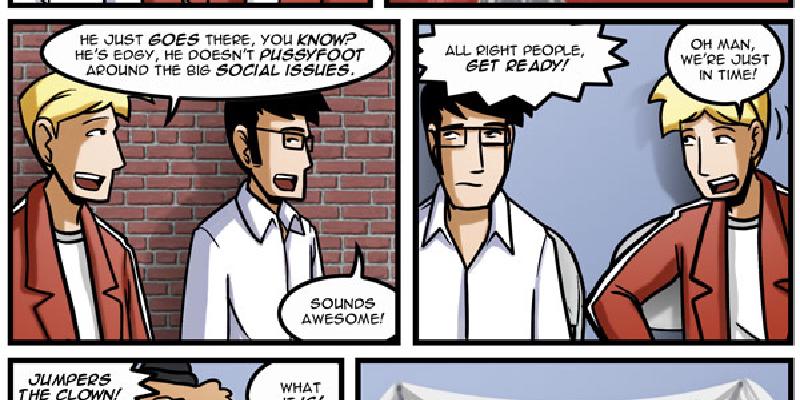 HE JUST GOES THERE, YOU KNOW?
HE'S EDGY, HE DOESN'T PUSSYFOOT
AROUND THE BIG SOCIAL ISSUES.
SOUNDS
AWESOME!
ALL RIGHT PEOPLE,
GET READY!
OH MAN,
WE'RE JUST
IN TIME!
JUMPERS
THE CLOWN!
WHAT